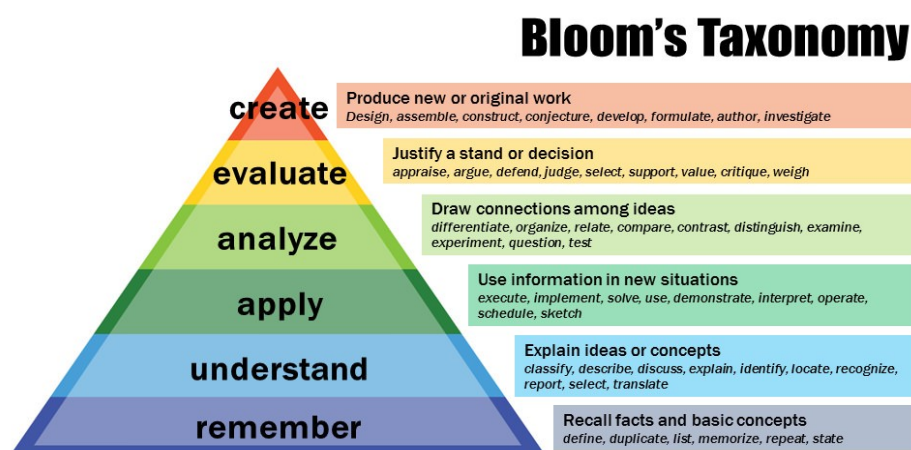 Bloom's Taxonomy
create
Produce new or original work
Design, assemble, construct, conjecture, develop, formulate, author, investigate
evaluate
Justify a stand or decision
appraise, argue, defend, judge, select, support, value, critique, weigh
analyze
Draw connections among ideas
differentiate, organize, relate, compare, contrast, distinguish, examine,
experiment, question, test
apply
Use information in new situations
execute, implement, solve, use, demonstrate, interpret, operate,
schedule, sketch
understand
Explain ideas or concepts
classify, describe, discuss, explain, identify, locate, recognize,
report, select, translate
remember
Recall facts and basic concepts
define, duplicate, list, memorize, repeat, state